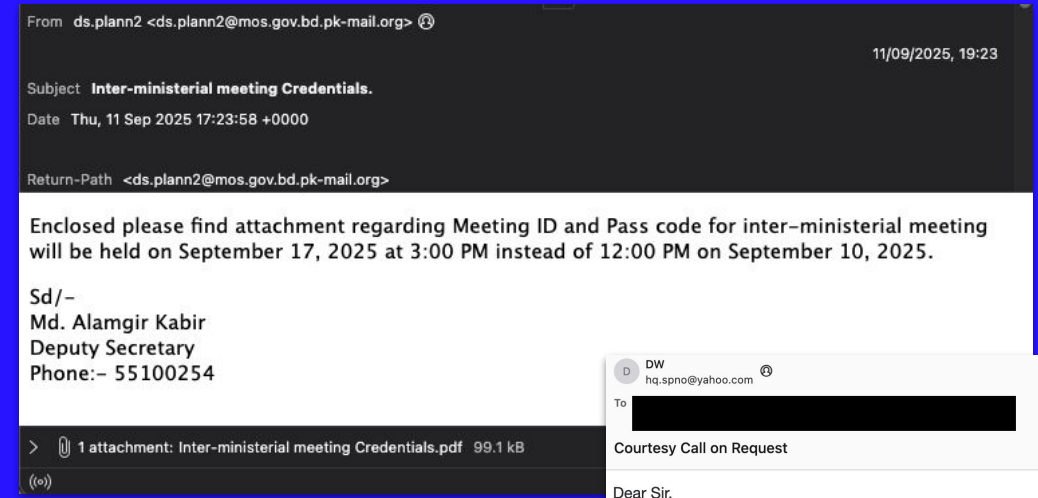 From ds.plann2 <ds.plann2@mos.gov.bd.pk-mail.org>
11/09/2025, 19:23
Subject Inter-ministerial meeting Credentials.
Date Thu, 11 Sep 2025 17:23:58 +0000
Return-Path <ds.plann2@mos.gov.bd.pk-mail.org>
Enclosed please find attachment regarding Meeting ID and Pass code for inter-ministerial meeting
will be held on September 17, 2025 at 3:00 PM instead of 12:00 PM on September 10, 2025.
Sd/-
Md. Alamgir Kabir
Deputy Secretary
Phone:- 55100254
1 attachment: Inter-ministerial meeting Credentials.pdf 99.1 kB
D
DW
hq.spno@yahoo.com
To
Courtesy Call on Request
Dear Sir,